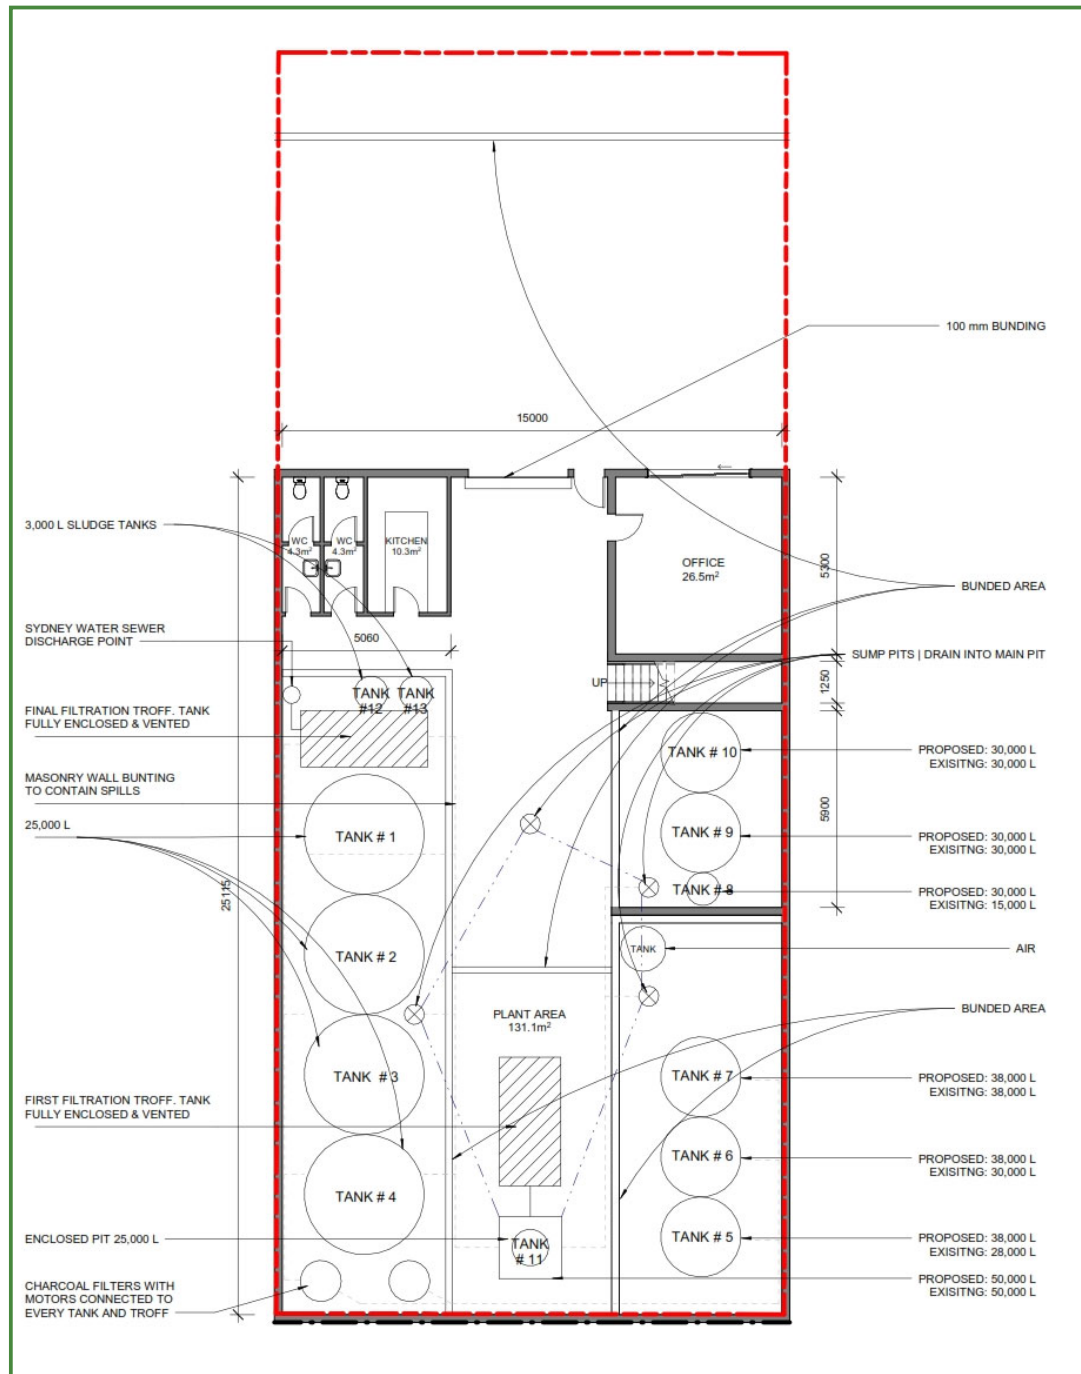 100 mm BUNDING
15000
3,000 L SLUDGE TANKS
WC
4.3m²
WC
4.3m²
KITCHEN
10.3m²
OFFICE
26.5m²
5300
BUNDED AREA
SYDNEY WATER SEWER
DISCHARGE POINT
5060
SUMP PITS | DRAIN INTO MAIN PIT
UP
1250
TANK
#12
TANK
#13
FINAL FILTRATION TROFF. TANK
FULLY ENCLOSED & VENTED
TANK # 10
PROPOSED: 30,000 L
EXISITNG: 30,000 L
MASONRY WALL BUNTING
TO CONTAIN SPILLS
25,000 L
TANK # 1
TANK # 9
5900
PROPOSED: 30,000 L
EXISITNG: 30,000 L
TANK # 8
PROPOSED: 30,000 L
EXISITNG: 15,000 L
25115
TANK # 2
TANK
AIR
PLANT AREA
131.1m²
BUNDED AREA
TANK # 3
TANK # 7
PROPOSED: 38,000 L
EXISITNG: 38,000 L
FIRST FILTRATION TROFF. TANK
FULLY ENCLOSED & VENTED
TANK # 6
PROPOSED: 38,000 L
EXISITNG: 30,000 L
TANK # 4
ENCLOSED PIT 25,000 L
TANK
# 11
TANK # 5
PROPOSED: 38,000 L
EXISITNG: 28,000 L
PROPOSED: 50,000 L
EXISITNG: 50,000 L
CHARCOAL FILTERS WITH
MOTORS CONNECTED TO
EVERY TANK AND TROFF